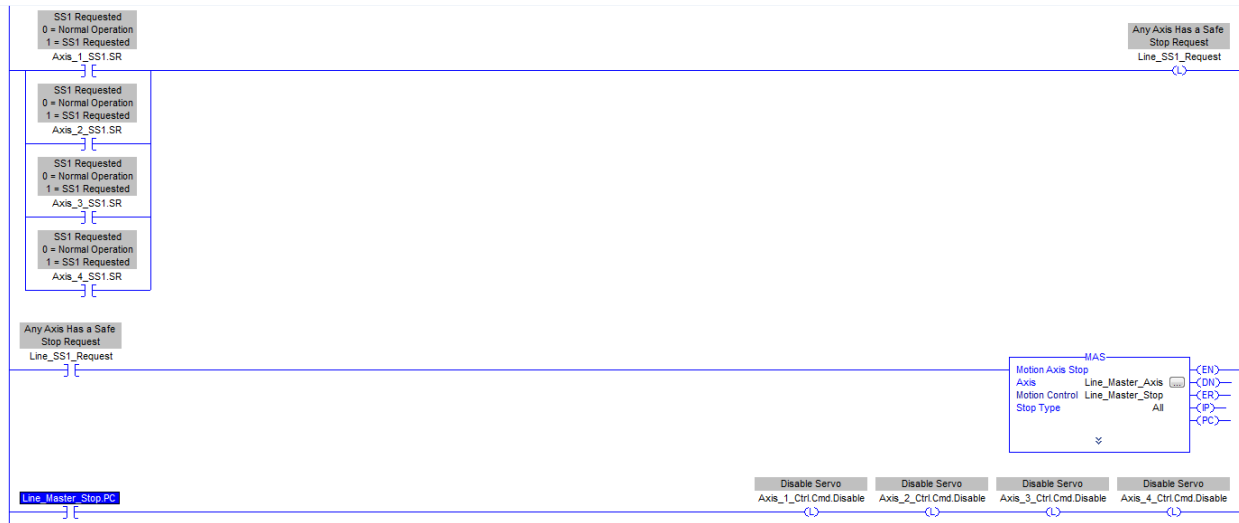 SS1 Requested
0 = Normal Operation
1 = SS1 Requested
Axis_1_SS1.SR
Any Axis Has a Safe
Stop Request
Line_SS1_Request
(L)
SS1 Requested
0 = Normal Operation
1 = SS1 Requested
Axis_2_SS1.SR
SS1 Requested
0 = Normal Operation
1 = SS1 Requested
Axis_3_SS1.SR
SS1 Requested
0 = Normal Operation
1 = SS1 Requested
Axis_4_SS1.SR
Any Axis Has a Safe
Stop Request
Line_SS1_Request
MAS
Motion Axis Stop
Axis Line_Master_Axis ...
Motion Control Line_Master_Stop
Stop Type All
(EN)
(DN)
(ER)
(IP)
(PC)
Line_Master_Stop.PC
Disable Servo
Axis_1_Ctrl.Cmd.Disable
(L)
Disable Servo
Axis_2_Ctrl.Cmd.Disable
(L)
Disable Servo
Axis_3_Ctrl.Cmd.Disable
(L)
Disable Servo
Axis_4_Ctrl.Cmd.Disable
(L)